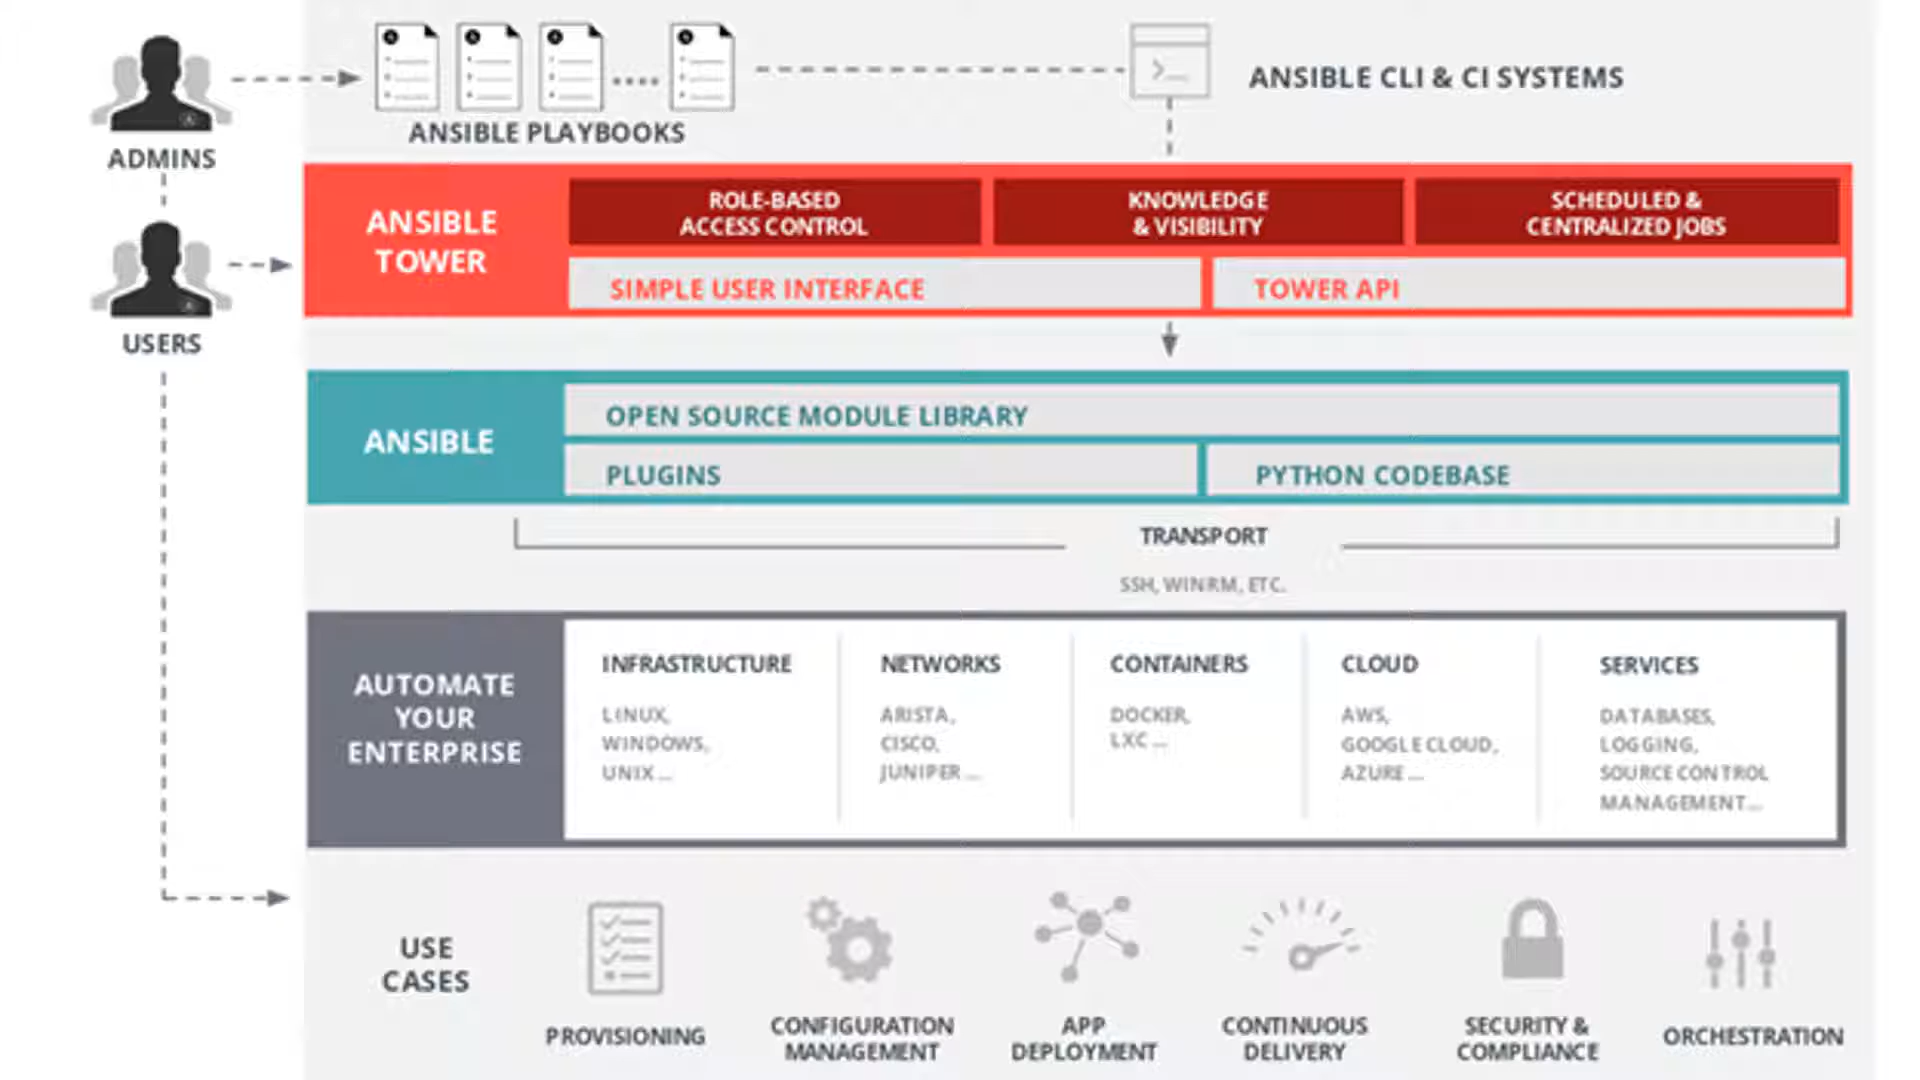 ANSIBLE CLI & CI SYSTEMS
ANSIBLE PLAYBOOKS
ADMINS
USERS
ANSIBLE
TOWER
ROLE-BASED
ACCESS CONTROL
KNOWLEDGE
& VISIBILITY
SCHEDULED &
CENTRALIZED JOBS
SIMPLE USER INTERFACE
TOWER API
ANSIBLE
OPEN SOURCE MODULE LIBRARY
PLUGINS
PYTHON CODEBASE
TRANSPORT
SSH, WINRM, ETC.
AUTOMATE
YOUR
ENTERPRISE
INFRASTRUCTURE
LINUX,
WINDOWS,
UNIX ...
NETWORKS
ARISTA,
CISCO,
JUNIPER ...
CONTAINERS
DOCKER,
LXC ...
CLOUD
AWS,
GOOGLE CLOUD,
AZURE ...
SERVICES
DATABASES,
LOGGING,
SOURCE CONTROL
MANAGEMENT...
USE
CASES
PROVISIONING
CONFIGURATION
MANAGEMENT
APP
DEPLOYMENT
CONTINUOUS
DELIVERY
SECURITY &
COMPLIANCE
ORCHESTRATION